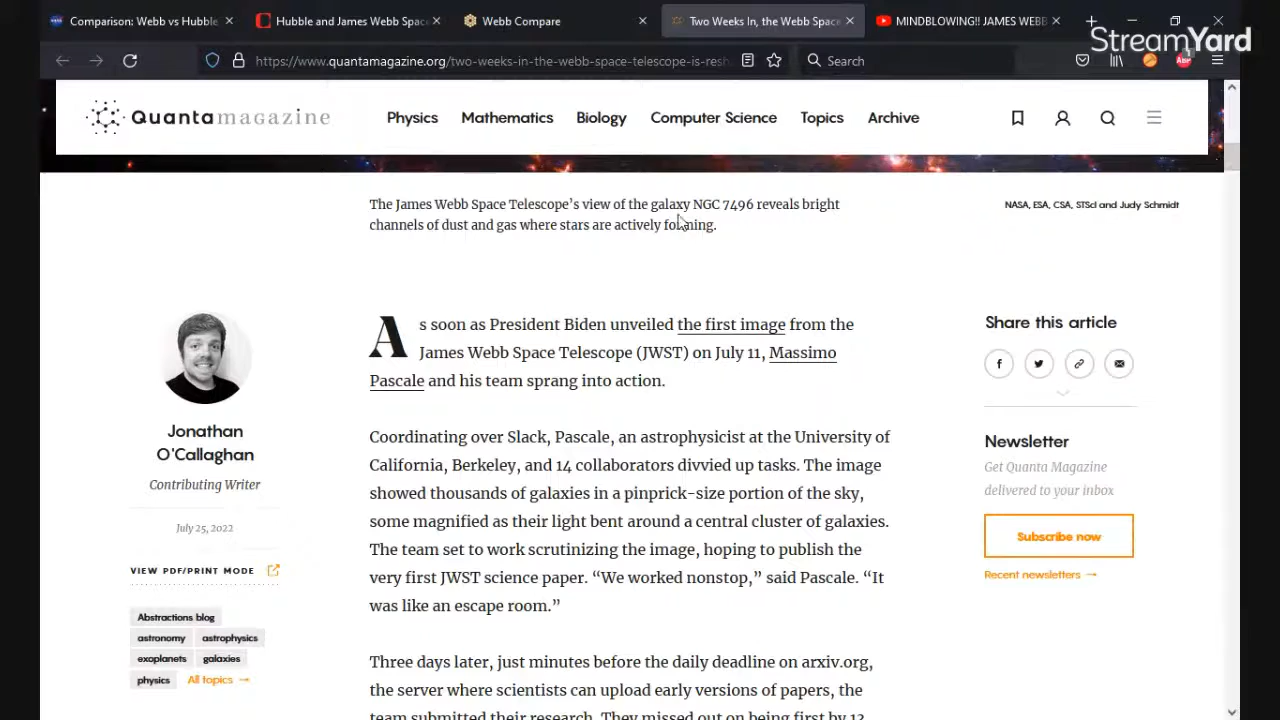 Comparison: Webb vs Hubble
Hubble and James Webb Spac
Webb Compare
Two Weeks In, the Webb Space
MINDBLOWING!! JAMES WEBB
StreamYard
https://www.quantamagazine.org/two-weeks-in-the-webb-space-telescope-is-resh
Search
Quantamagazine
Physics
Mathematics
Biology
Computer Science
Topics
Archive
The James Webb Space Telescope’s view of the galaxy NGC 7496 reveals bright
channels of dust and gas where stars are actively forming.
NASA, ESA, CSA, STScI and Judy Schmidt
Jonathan
O'Callaghan
Contributing Writer
July 25, 2022
VIEW PDF/PRINT MODE
Abstractions blog
astronomy
astrophysics
exoplanets
galaxies
physics
All topics →
As soon as President Biden unveiled the first image from the
James Webb Space Telescope (JWST) on July 11, Massimo
Pascale and his team sprang into action.
Coordinating over Slack, Pascale, an astrophysicist at the University of
California, Berkeley, and 14 collaborators divvied up tasks. The image
showed thousands of galaxies in a pinprick-size portion of the sky,
some magnified as their light bent around a central cluster of galaxies.
The team set to work scrutinizing the image, hoping to publish the
very first JWST science paper. “We worked nonstop,” said Pascale. “It
was like an escape room.”
Three days later, just minutes before the daily deadline on arxiv.org,
the server where scientists can upload early versions of papers, the
team submitted their research. They missed out on being first by 13
Share this article
Newsletter
Get Quanta Magazine
delivered to your inbox
Subscribe now
Recent newsletters →